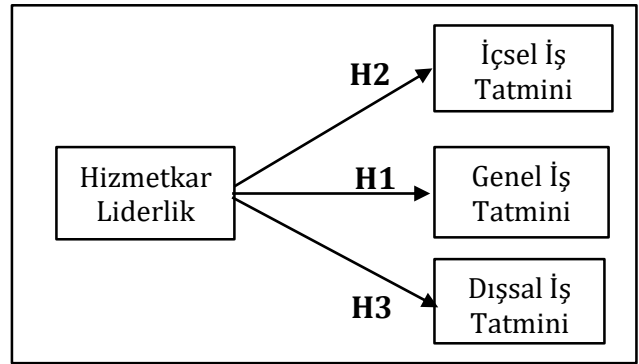 İçsel İş
Tatmini
H2
Hizmetkar
Liderlik
H1
Genel İş
Tatmini
H3
Dışsal İş
Tatmini